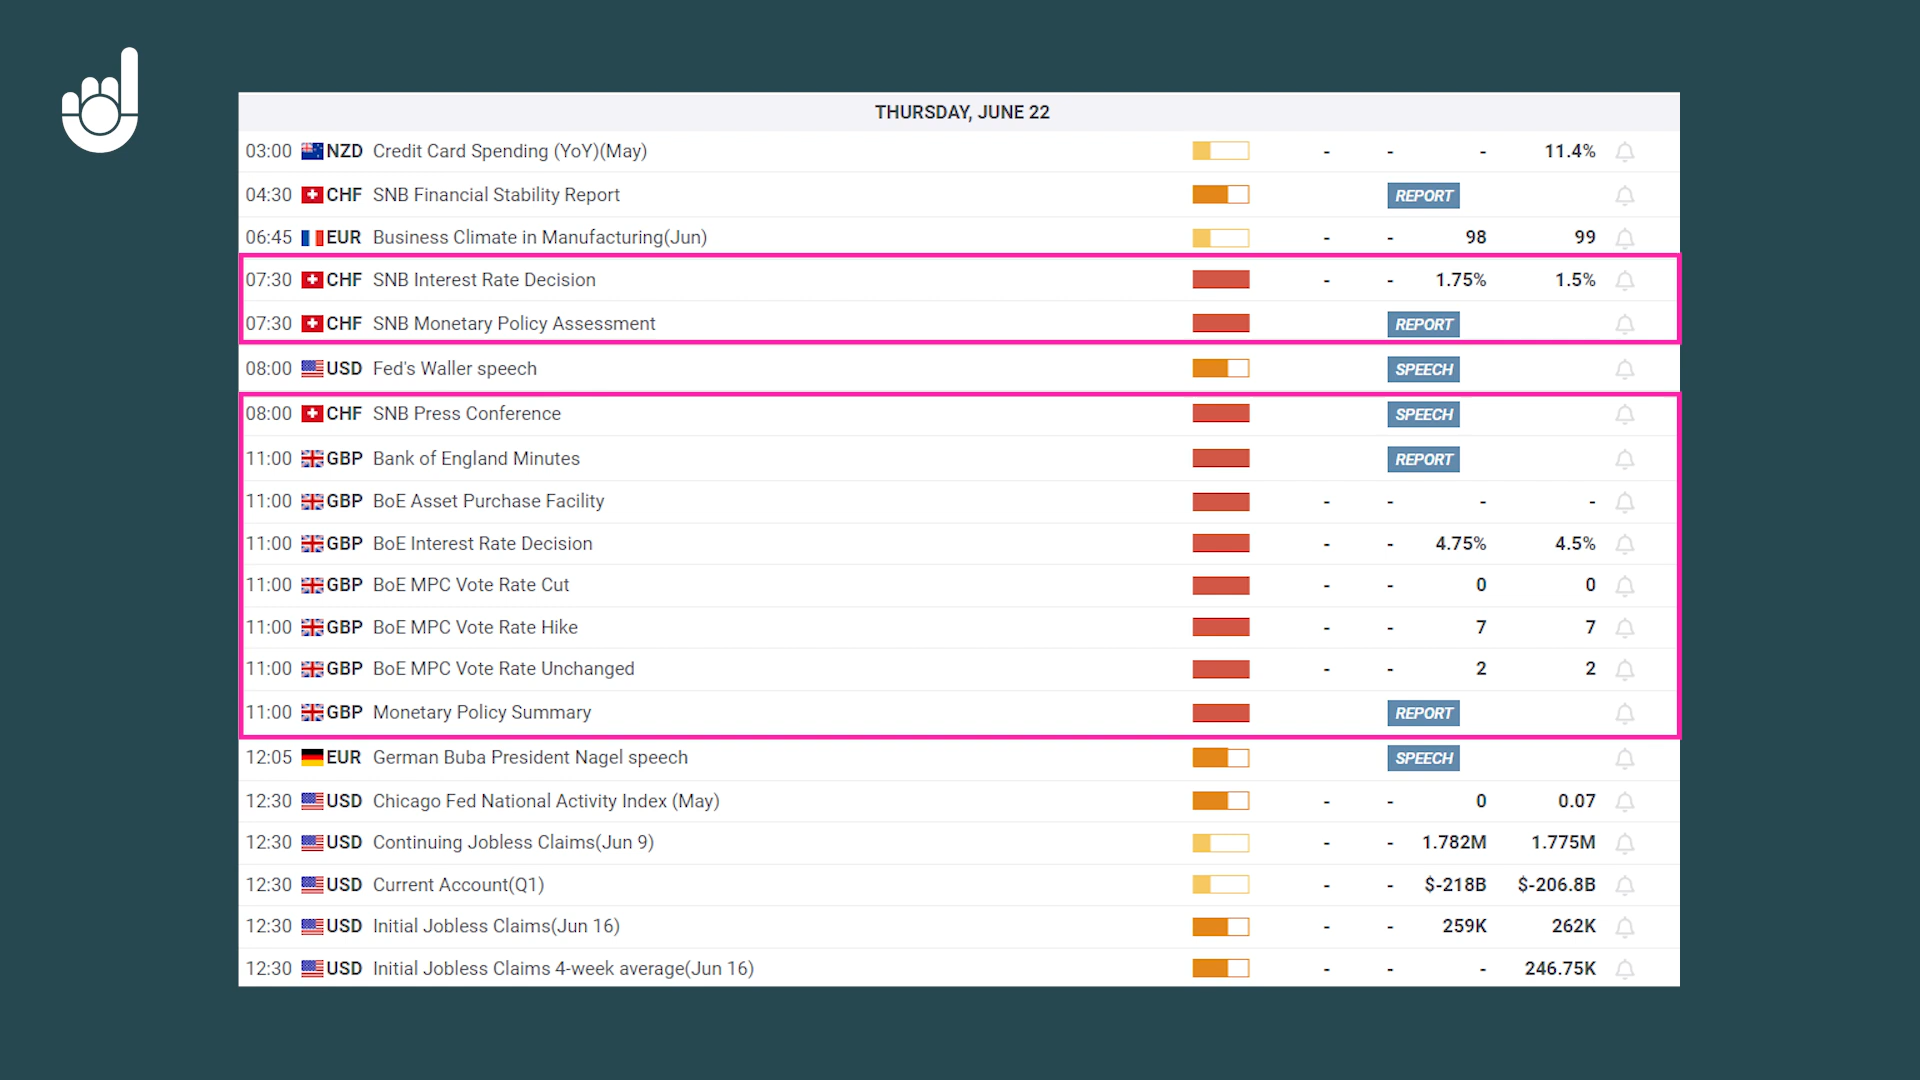 THURSDAY, JUNE 22
03:00 NZD Credit Card Spending (YoY)(May) - - - 11.4%
04:30 CHF SNB Financial Stability Report REPORT
06:45 EUR Business Climate in Manufacturing(Jun) - - 98 99
07:30 CHF SNB Interest Rate Decision - - 1.75% 1.5%
07:30 CHF SNB Monetary Policy Assessment REPORT
08:00 USD Fed's Waller speech SPEECH
08:00 CHF SNB Press Conference SPEECH
11:00 GBP Bank of England Minutes REPORT
11:00 GBP BoE Asset Purchase Facility - - - -
11:00 GBP BoE Interest Rate Decision - - 4.75% 4.5%
11:00 GBP BoE MPC Vote Rate Cut - - 0 0
11:00 GBP BoE MPC Vote Rate Hike - - 7 7
11:00 GBP BoE MPC Vote Rate Unchanged - - 2 2
11:00 GBP Monetary Policy Summary REPORT
12:05 EUR German Buba President Nagel speech SPEECH
12:30 USD Chicago Fed National Activity Index (May) - - 0 0.07
12:30 USD Continuing Jobless Claims(Jun 9) - - 1.782M 1.775M
12:30 USD Current Account(Q1) - - $-218B $-206.8B
12:30 USD Initial Jobless Claims(Jun 16) - - 259K 262K
12:30 USD Initial Jobless Claims 4-week average(Jun 16) - - - 246.75K